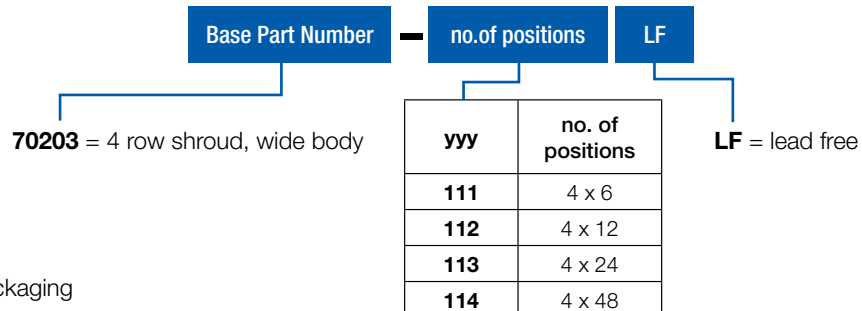 Base Part Number – no.of positions LF
70203 = 4 row shroud, wide body
LF = lead free
yyy no. of positions
111 4 x 6
112 4 x 12
113 4 x 24
114 4 x 48
ckaging